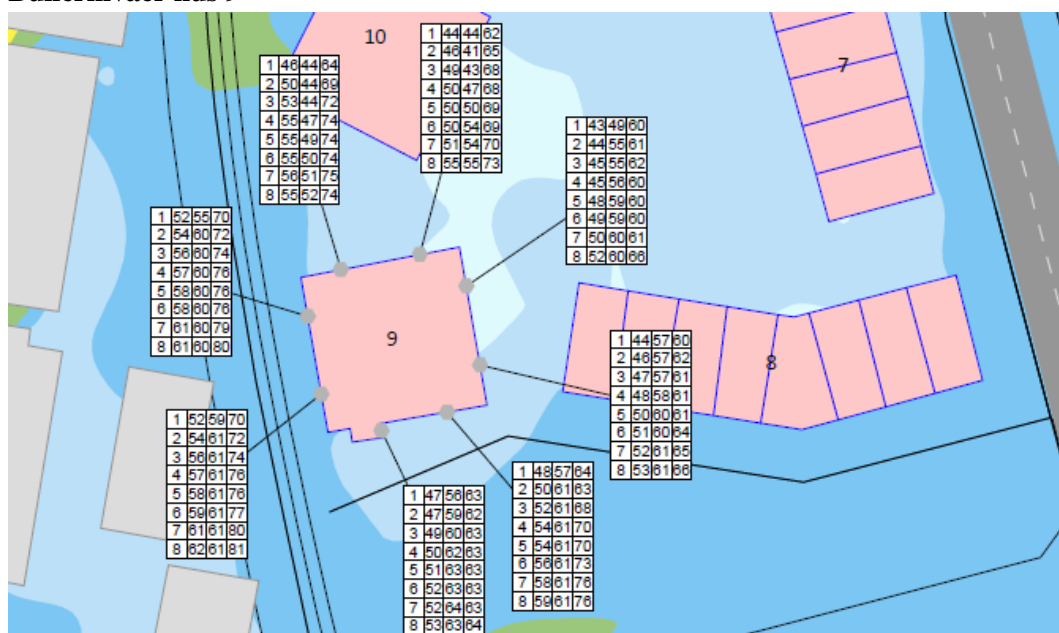 10
7
9
8
1 46 44 64
2 50 44 69
3 53 44 72
4 55 47 74
5 55 49 74
6 55 50 74
7 56 51 75
8 55 52 74
1 44 44 62
2 46 41 65
3 49 43 68
4 50 47 68
5 50 50 69
6 50 54 69
7 51 54 70
8 55 55 73
1 43 49 60
2 44 55 61
3 45 55 62
4 45 56 60
5 48 59 60
6 49 59 60
7 50 60 61
8 52 60 66
1 52 55 70
2 54 60 72
3 56 60 74
4 57 60 76
5 58 60 76
6 58 60 76
7 61 60 79
8 61 60 80
1 44 57 60
2 46 57 62
3 47 57 61
4 48 58 61
5 50 60 61
6 51 60 64
7 52 61 65
8 53 61 66
1 52 59 70
2 54 61 72
3 56 61 74
4 57 61 76
5 58 61 76
6 59 61 77
7 61 61 80
8 62 61 81
1 47 56 63
2 47 59 62
3 49 60 63
4 50 62 63
5 51 63 63
6 52 63 63
7 52 64 63
8 53 63 64
1 48 57 64
2 50 61 63
3 52 61 68
4 54 61 70
5 54 61 70
6 56 61 73
7 58 61 76
8 59 61 76